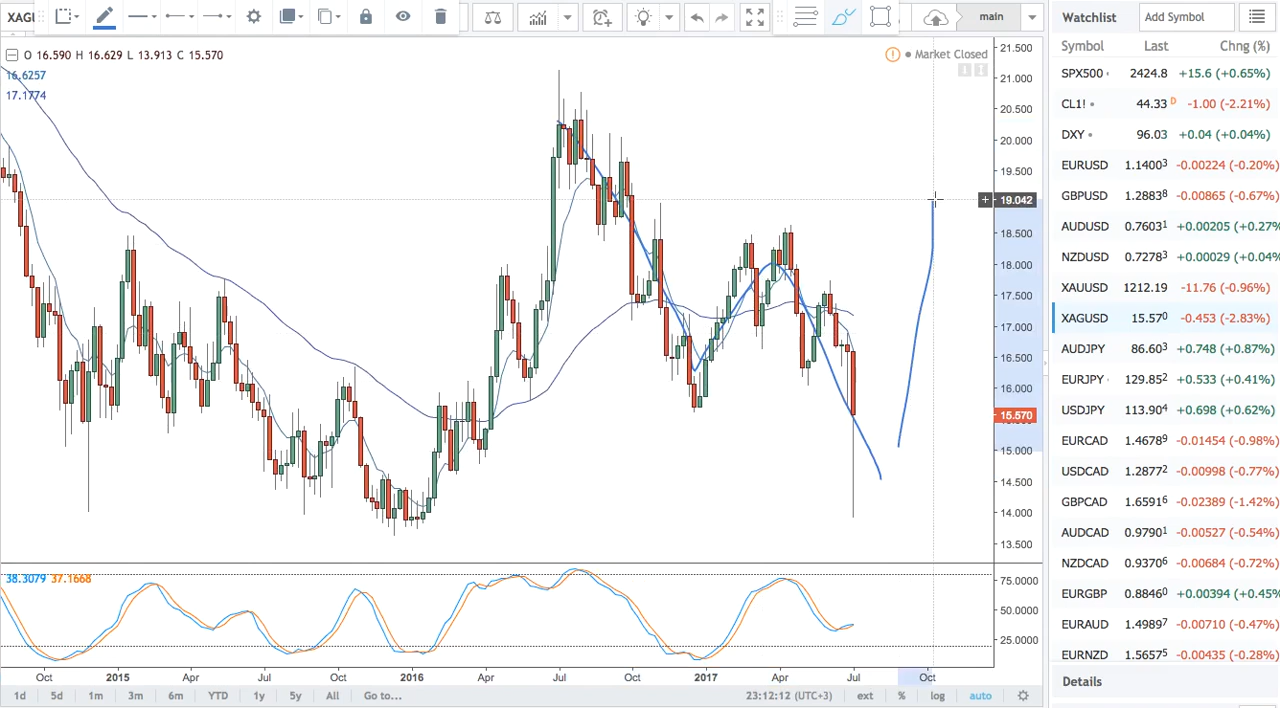 XAGU
main
O 16.590 H 16.629 L 13.913 C 15.570
16.6257
17.1774
! Market Closed
21.500
21.000
20.500
20.000
19.500
+ 19.042
18.500
18.000
17.500
17.000
16.500
16.000
15.570
15.000
14.500
14.000
13.500
38.3079 37.1668
75.0000
50.0000
25.0000
Oct 2015 Apr Jul Oct 2016 Apr Jul Oct 2017 Apr Jul Oct
1d 5d 1m 3m 6m YTD 1y 5y All Go to... 23:12:12 (UTC+3) ext % log auto
Watchlist Add Symbol
Symbol Last Chng (%)
SPX500 2424.8 +15.6 (+0.65%)
CL1! 44.33 D -1.00 (-2.21%)
DXY 96.03 +0.04 (+0.04%)
EURUSD 1.1400³ -0.00224 (-0.20%)
GBPUSD 1.2883⁸ -0.00865 (-0.67%)
AUDUSD 0.7603¹ +0.00205 (+0.27%
NZDUSD 0.7278³ +0.00029 (+0.04%
XAUUSD 1212.19 -11.76 (-0.96%)
XAGUSD 15.57⁰ -0.453 (-2.83%)
AUDJPY 86.60³ +0.748 (+0.87%)
EURJPY 129.85² +0.533 (+0.41%)
USDJPY 113.90⁴ +0.698 (+0.62%)
EURCAD 1.4678⁹ -0.01454 (-0.98%)
USDCAD 1.2877² -0.00998 (-0.77%)
GBPCAD 1.6591⁶ -0.02389 (-1.42%)
AUDCAD 0.9790¹ -0.00527 (-0.54%)
NZDCAD 0.9370⁶ -0.00684 (-0.72%)
EURGBP 0.8846⁰ +0.00394 (+0.45%
EURAUD 1.4989⁷ -0.00710 (-0.47%)
EURNZD 1.5657⁵ -0.00435 (-0.28%)
Details